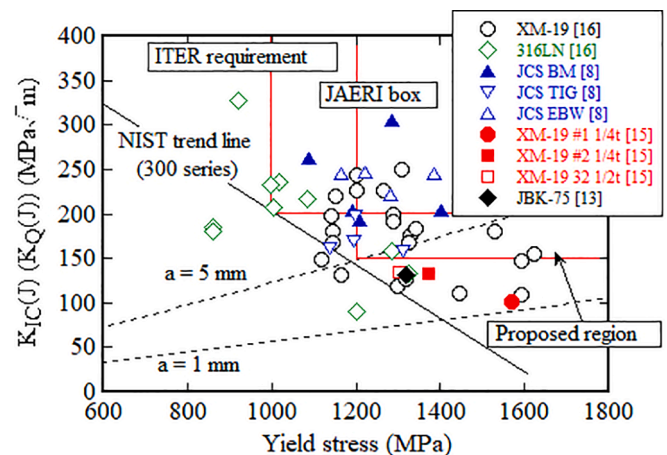 400
350
300
250
200
150
100
50
0
K_IC(J) (K_Q(J)) (MPa√m)
600
800
1000
1200
1400
1600
1800
Yield stress (MPa)
ITER requirement
JAERI box
NIST trend line
(300 series)
a = 5 mm
a = 1 mm
Proposed region
XM-19 [16]
316LN [16]
JCS BM [8]
JCS TIG [8]
JCS EBW [8]
XM-19 #1 1/4t [15]
XM-19 #2 1/4t [15]
XM-19 32 1/2t [15]
JBK-75 [13]